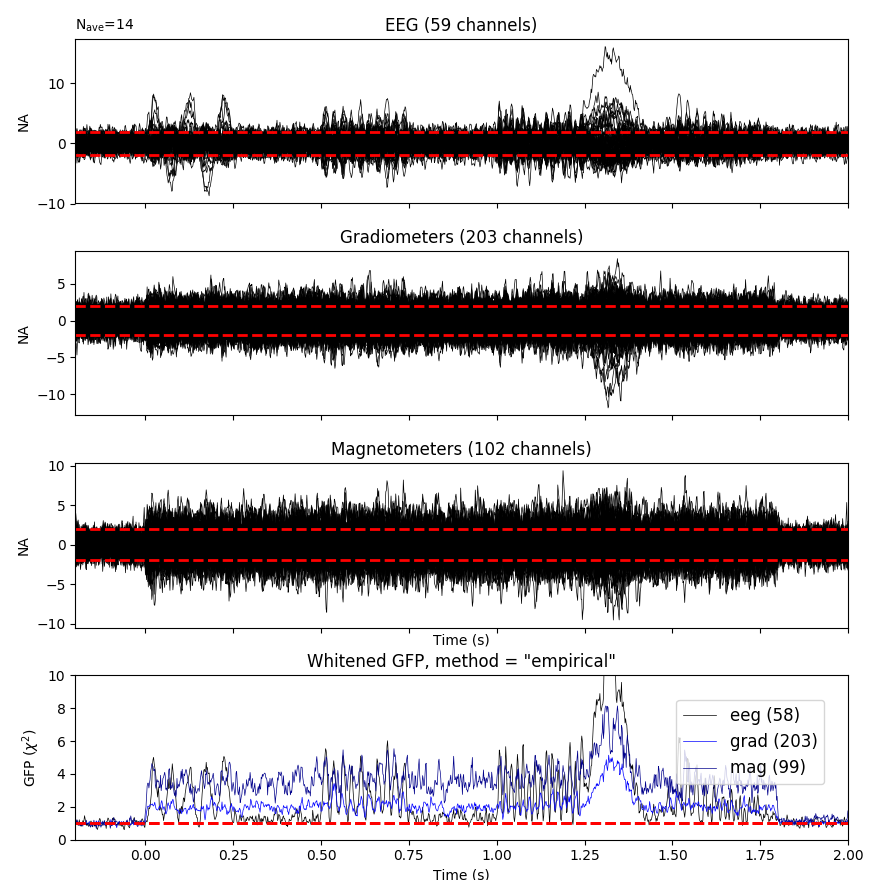 N_ave=14
EEG (59 channels)
10
0
−10
NA
Gradiometers (203 channels)
5
0
−5
−10
NA
Magnetometers (102 channels)
10
5
0
−5
−10
NA
Time (s)
Whitened GFP, method = "empirical"
10
8
6
4
2
0
GFP (χ²)
eeg (58)
grad (203)
mag (99)
0.00 0.25 0.50 0.75 1.00 1.25 1.50 1.75 2.00
Time (s)